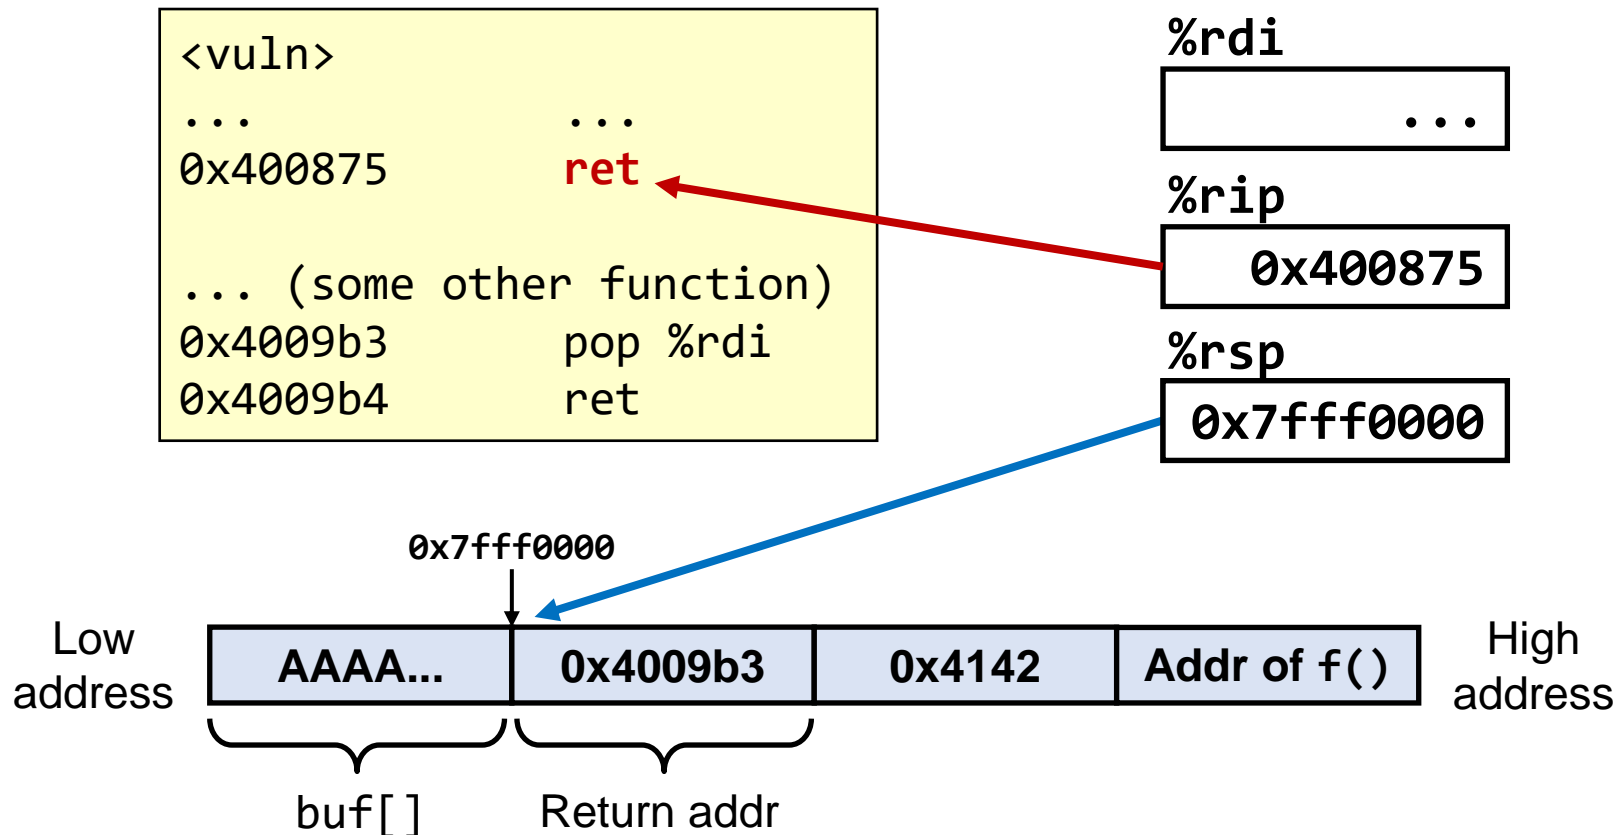 <vuln>
... ...
0x400875 ret
... (some other function)
0x4009b3 pop %rdi
0x4009b4 ret
%rdi
...
%rip
0x400875
%rsp
0x7fff0000
0x7fff0000
Low address
AAAA... 0x4009b3 0x4142 Addr of f()
High address
buf[] Return addr